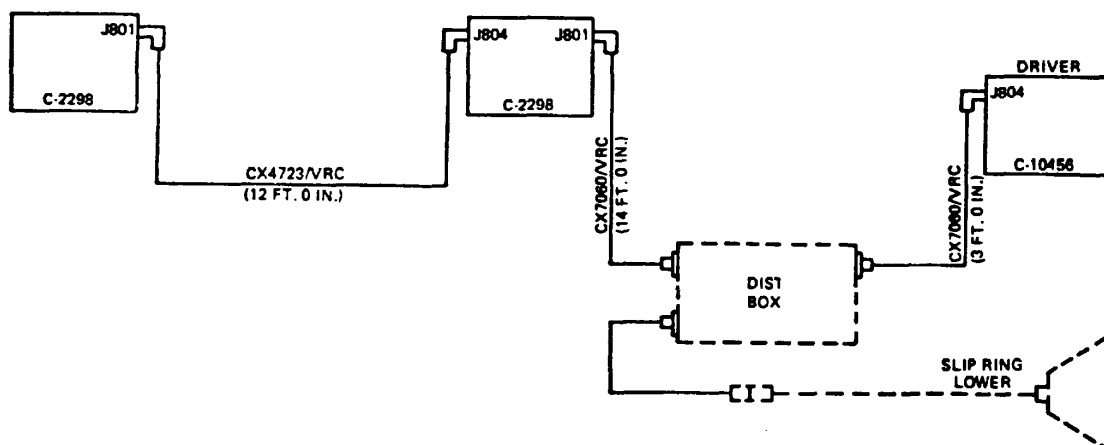 J801
C-2298
CX4723/VRC
(12 FT. 0 IN.)
J804
J801
C-2298
CX7060/VRC
(14 FT. 0 IN.)
DRIVER
J804
C-10456
CX7060/VRC
(3 FT. 0 IN.)
DIST
BOX
SLIP RING
LOWER